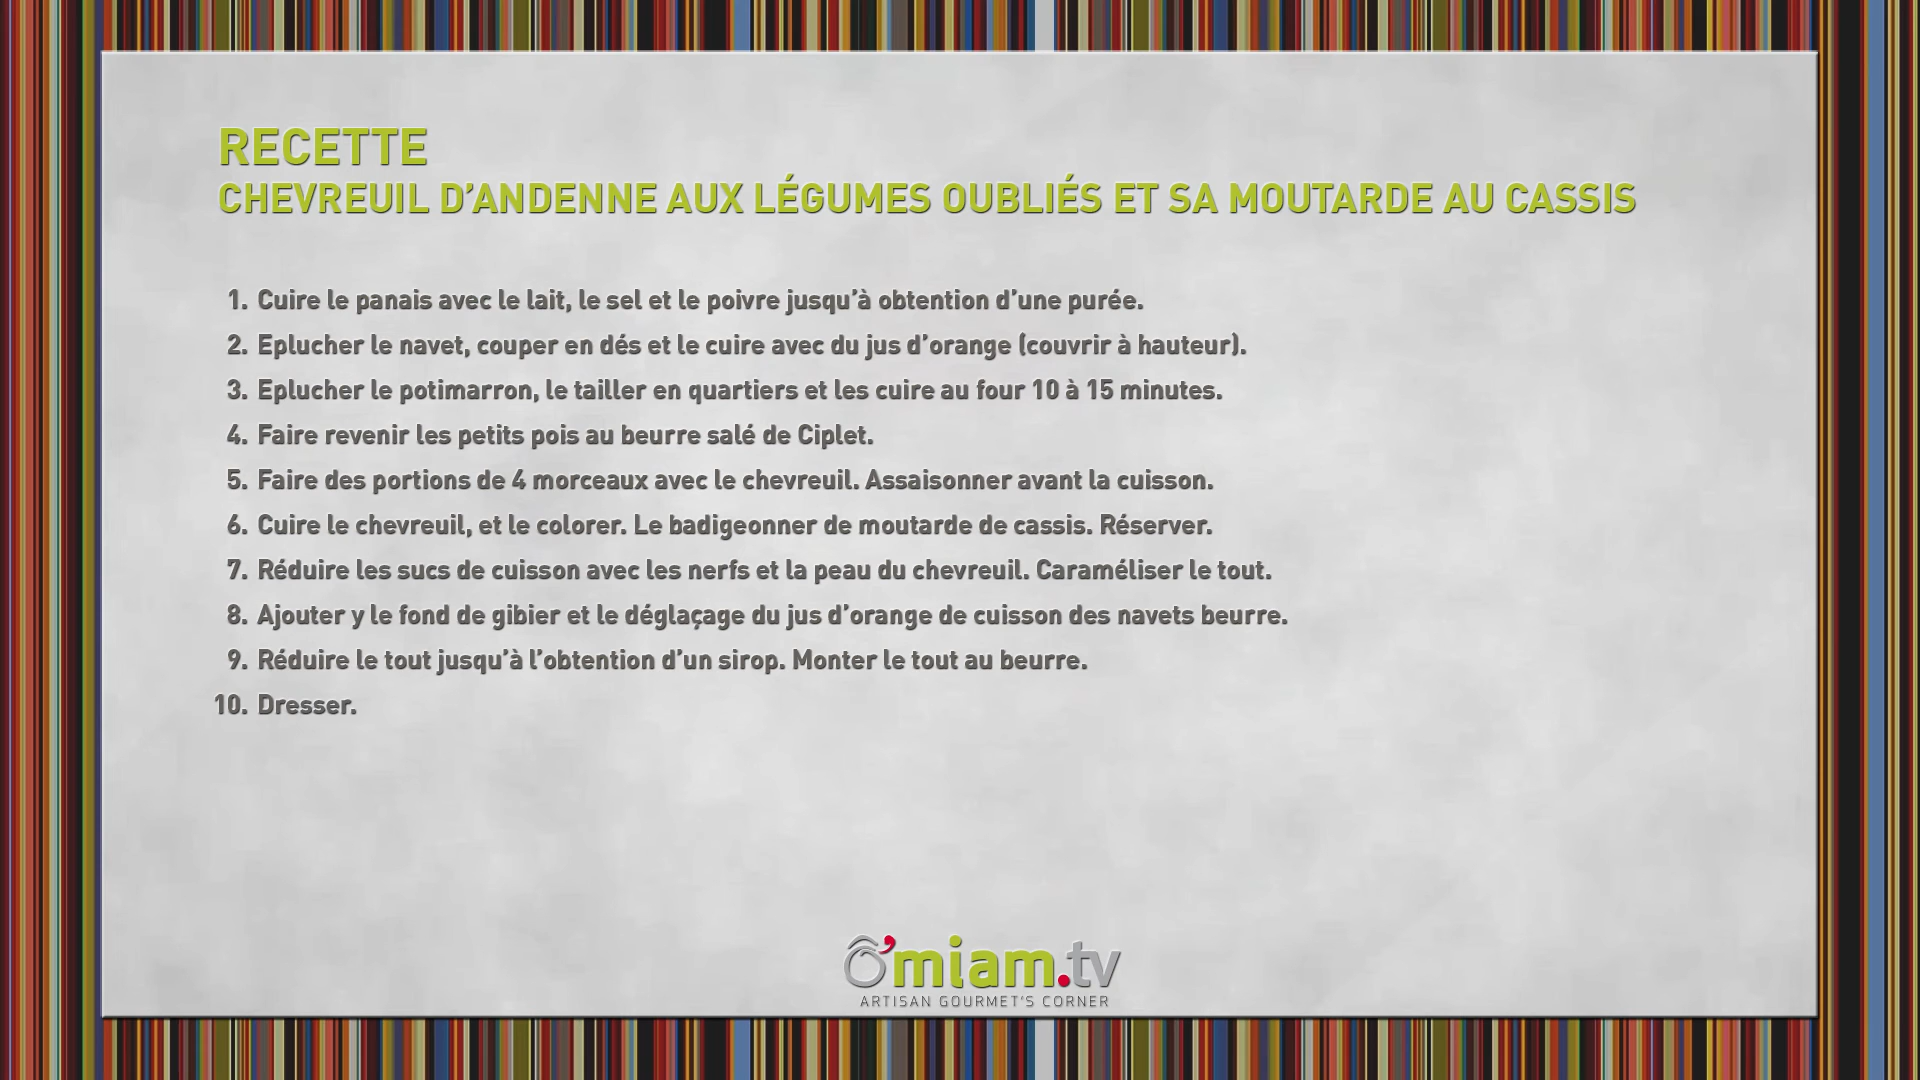 RECETTE
CHEVREUIL D’ANDENNE AUX LÉGUMES OUBLIÉS ET SA MOUTARDE AU CASSIS
1. Cuire le panais avec le lait, le sel et le poivre jusqu’à obtention d’une purée.
2. Eplucher le navet, couper en dés et le cuire avec du jus d’orange (couvrir à hauteur).
3. Eplucher le potimarron, le tailler en quartiers et les cuire au four 10 à 15 minutes.
4. Faire revenir les petits pois au beurre salé de Ciplet.
5. Faire des portions de 4 morceaux avec le chevreuil. Assaisonner avant la cuisson.
6. Cuire le chevreuil, et le colorer. Le badigeonner de moutarde de cassis. Réserver.
7. Réduire les sucs de cuisson avec les nerfs et la peau du chevreuil. Caraméliser le tout.
8. Ajouter y le fond de gibier et le déglaçage du jus d’orange de cuisson des navets beurre.
9. Réduire le tout jusqu’à l’obtention d’un sirop. Monter le tout au beurre.
10. Dresser.
Ô’miam.tv
ARTISAN GOURMET’S CORNER